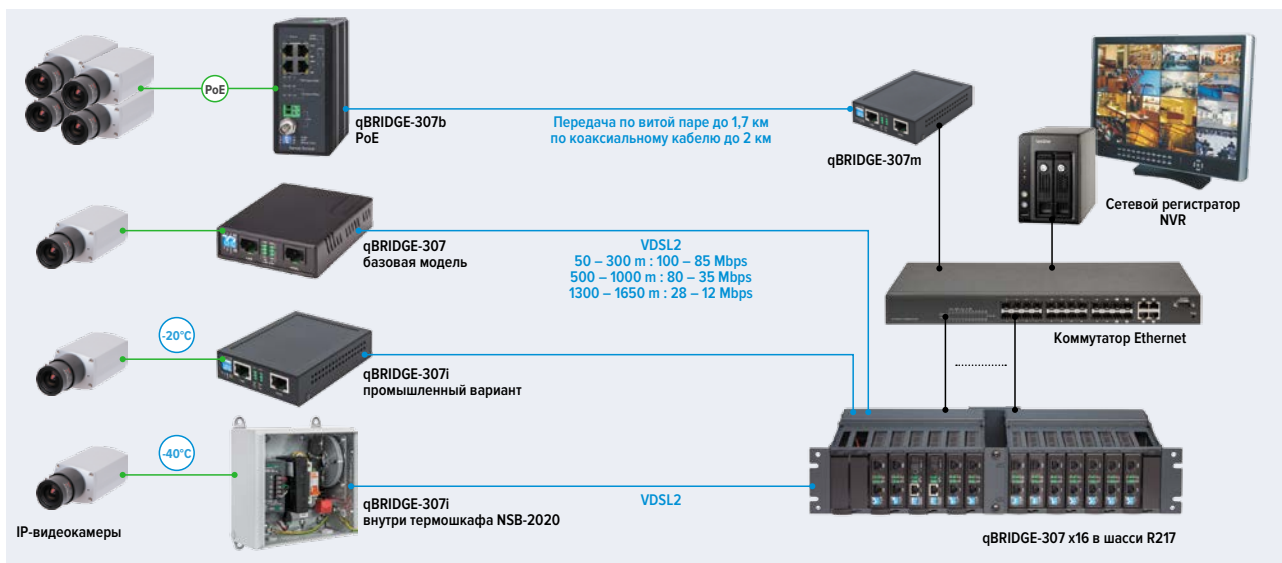 PoE
qBRIDGE-307b
PoE
Передача по витой паре до 1,7 км
по коаксиальному кабелю до 2 км
qBRIDGE-307m
Сетевой регистратор
NVR
qBRIDGE-307
базовая модель
VDSL2
50 – 300 m : 100 – 85 Mbps
500 – 1000 m : 80 – 35 Mbps
1300 – 1650 m : 28 – 12 Mbps
Коммутатор Ethernet
-20°C
qBRIDGE-307i
промышленный вариант
-40°C
qBRIDGE-307i
внутри термошкафа NSB-2020
VDSL2
IP-видеокамеры
qBRIDGE-307 x16 в шасси R217